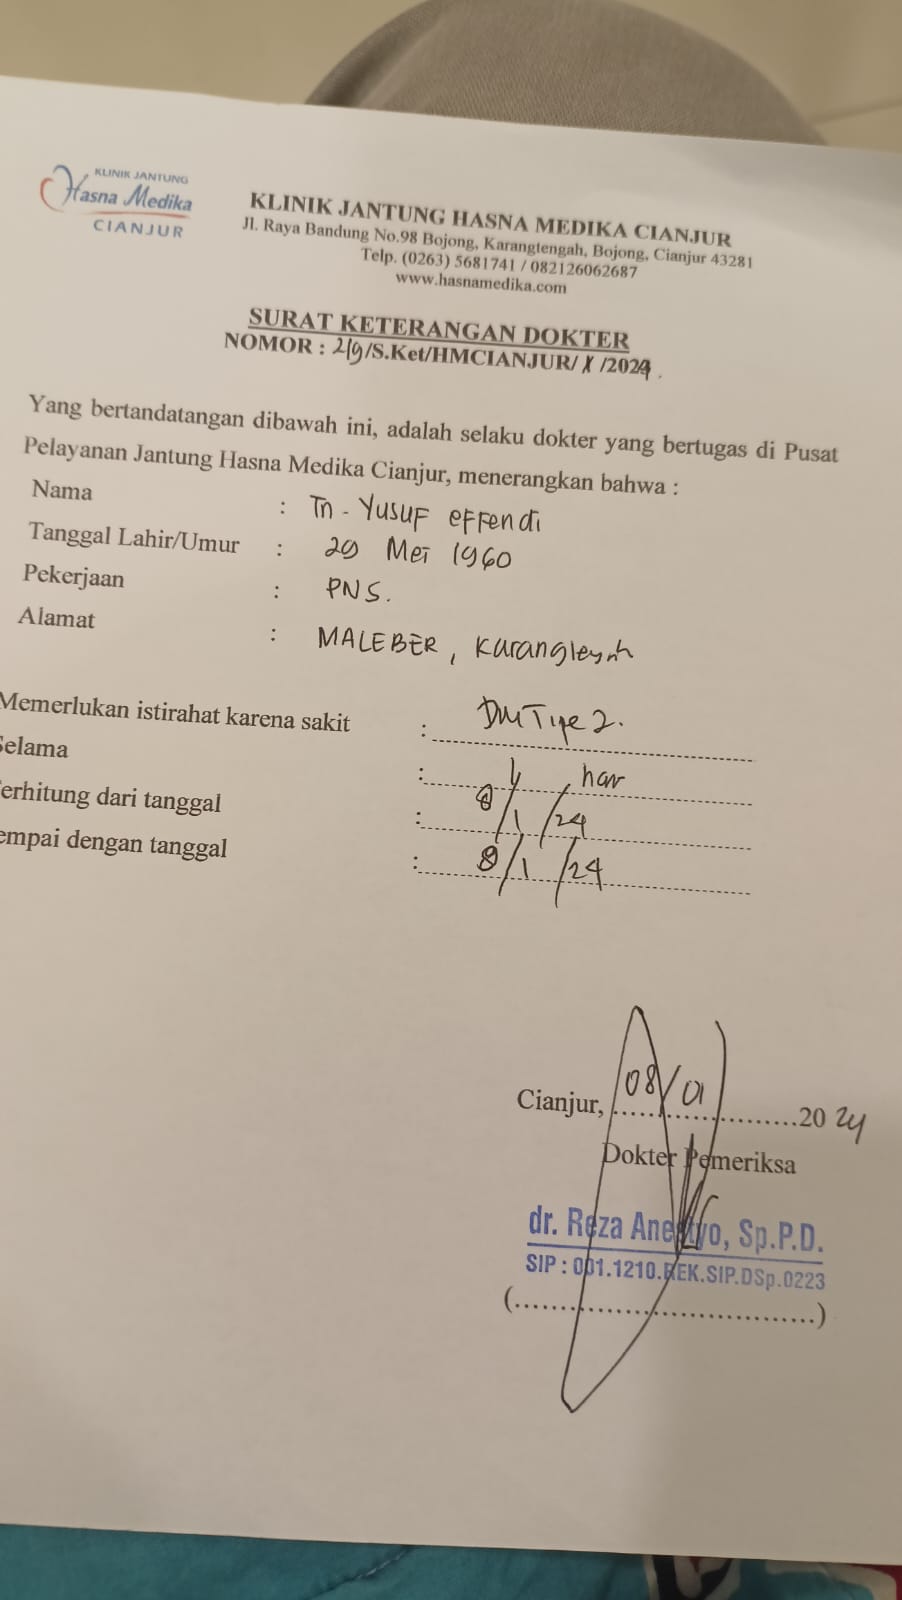 KLINIK JANTUNG
Hasna Medika
CIANJUR
KLINIK JANTUNG HASNA MEDIKA CIANJUR
Jl. Raya Bandung No.98 Bojong, Karangtengah, Bojong, Cianjur 43281
Telp. (0263) 5681741 / 082126062687
www.hasnamedika.com
SURAT KETERANGAN DOKTER
NOMOR : 219/S.Ket/HMCIANJUR/ /2024.
Yang bertandatangan dibawah ini, adalah selaku dokter yang bertugas di Pusat
Pelayanan Jantung Hasna Medika Cianjur, menerangkan bahwa :
Nama : Tn - Yusuf effendi
Tanggal Lahir/Umur : 29 Mei 1960
Pekerjaan : PNS.
Alamat : MALEBER,
Memerlukan istirahat karena sakit : DM Tipe 2.
Selama : hari
erhitung dari tanggal : 8/1/24
empai dengan tanggal : 8/1/24
Cianjur, 08/01 2024
Dokter Pemeriksa
dr. Reza Anestyo, Sp.P.D.
SIP : 001.1210.REK.SIP.DSp.0223
(....................................)